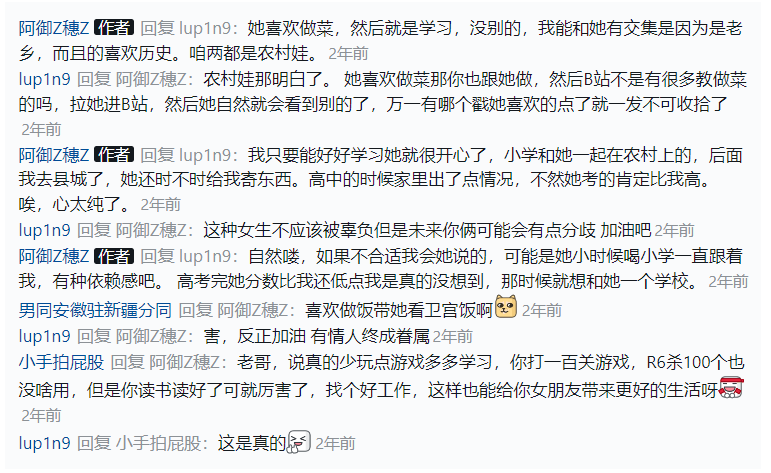 阿御Z穗Z 作者 回复 lup1n9：她喜欢做菜，然后就是学习，没别的，我能和她有交集是因为是老
乡，而且的喜欢历史。咱两都是农村娃。 2年前
lup1n9 回复 阿御Z穗Z：农村娃那明白了。 她喜欢做菜那你也跟她做，然后B站不是有很多教做菜
的吗，拉她进B站，然后她自然就会看到别的了，万一有哪个戳她喜欢的点了就一发不可收拾了
2年前
阿御Z穗Z 作者 回复 lup1n9：我只要能好好学习她就很开心了，小学和她一起在农村上的，后面
我去县城了，她还时不时给我寄东西。高中的时候家里出了点情况，不然她考的肯定比我高。
唉，心太纯了。 2年前
lup1n9 回复 阿御Z穗Z：这种女生不应该被辜负但是未来你俩可能会有点分歧 加油吧 2年前
阿御Z穗Z 作者 回复 lup1n9：自然喽，如果不合适我会她说的，可能是她小时候喝小学一直跟着
我，有种依赖感吧。 高考完她分数比我还低点我是真的没想到，那时候就想和她一个学校。 2年前
男同安徽驻新疆分同 回复 阿御Z穗Z：喜欢做饭带她看卫宫饭啊 2年前
lup1n9 回复 阿御Z穗Z：害，反正加油 有情人终成眷属 2年前
小手拍屁股 回复 阿御Z穗Z：老哥，说真的少玩点游戏多多学习，你打一百关游戏，R6杀100个也
没啥用，但是你读书读好了可就厉害了，找个好工作，这样也能给你女朋友带来更好的生活呀
2年前
lup1n9 回复 小手拍屁股：这是真的 2年前